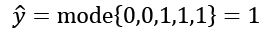 ŷ = mode{0,0,1,1,1} = 1